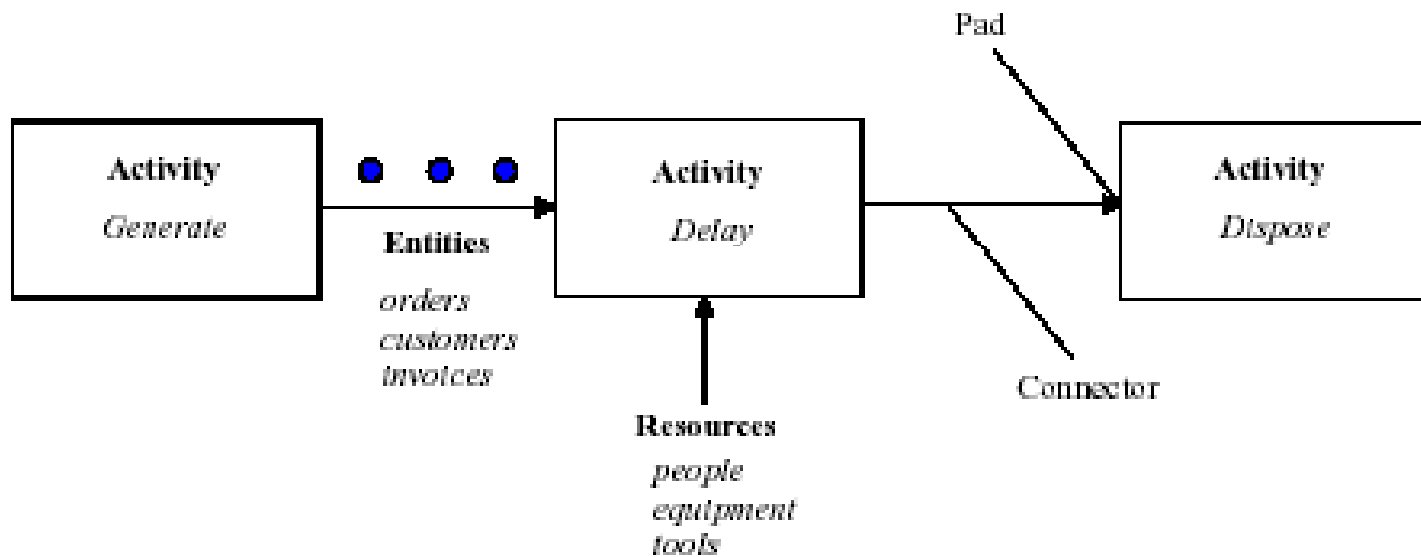 Pad
Activity
Generate
Entities
orders
customers
invoices
Activity
Delay
Resources
people
equipment
tools
Activity
Dispose
Connector